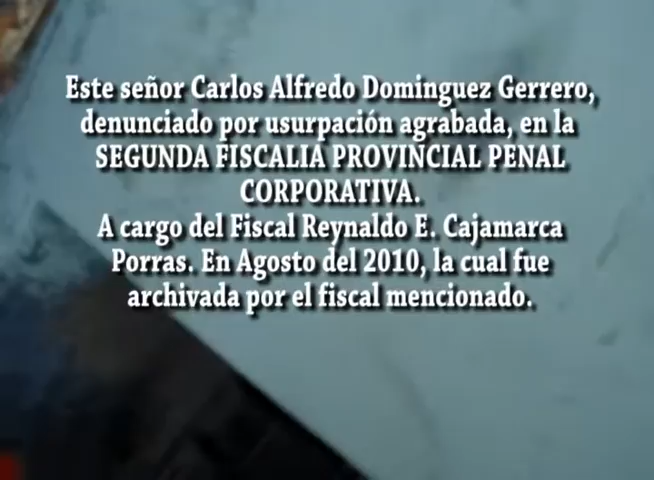 Este señor Carlos Alfredo Dominguez Gerrero,
denunciado por usurpación agrabada, en la
SEGUNDA FISCALIA PROVINCIAL PENAL
CORPORATIVA.
A cargo del Fiscal Reynaldo E. Cajamarca
Porras. En Agosto del 2010, la cual fue
archivada por el fiscal mencionado.